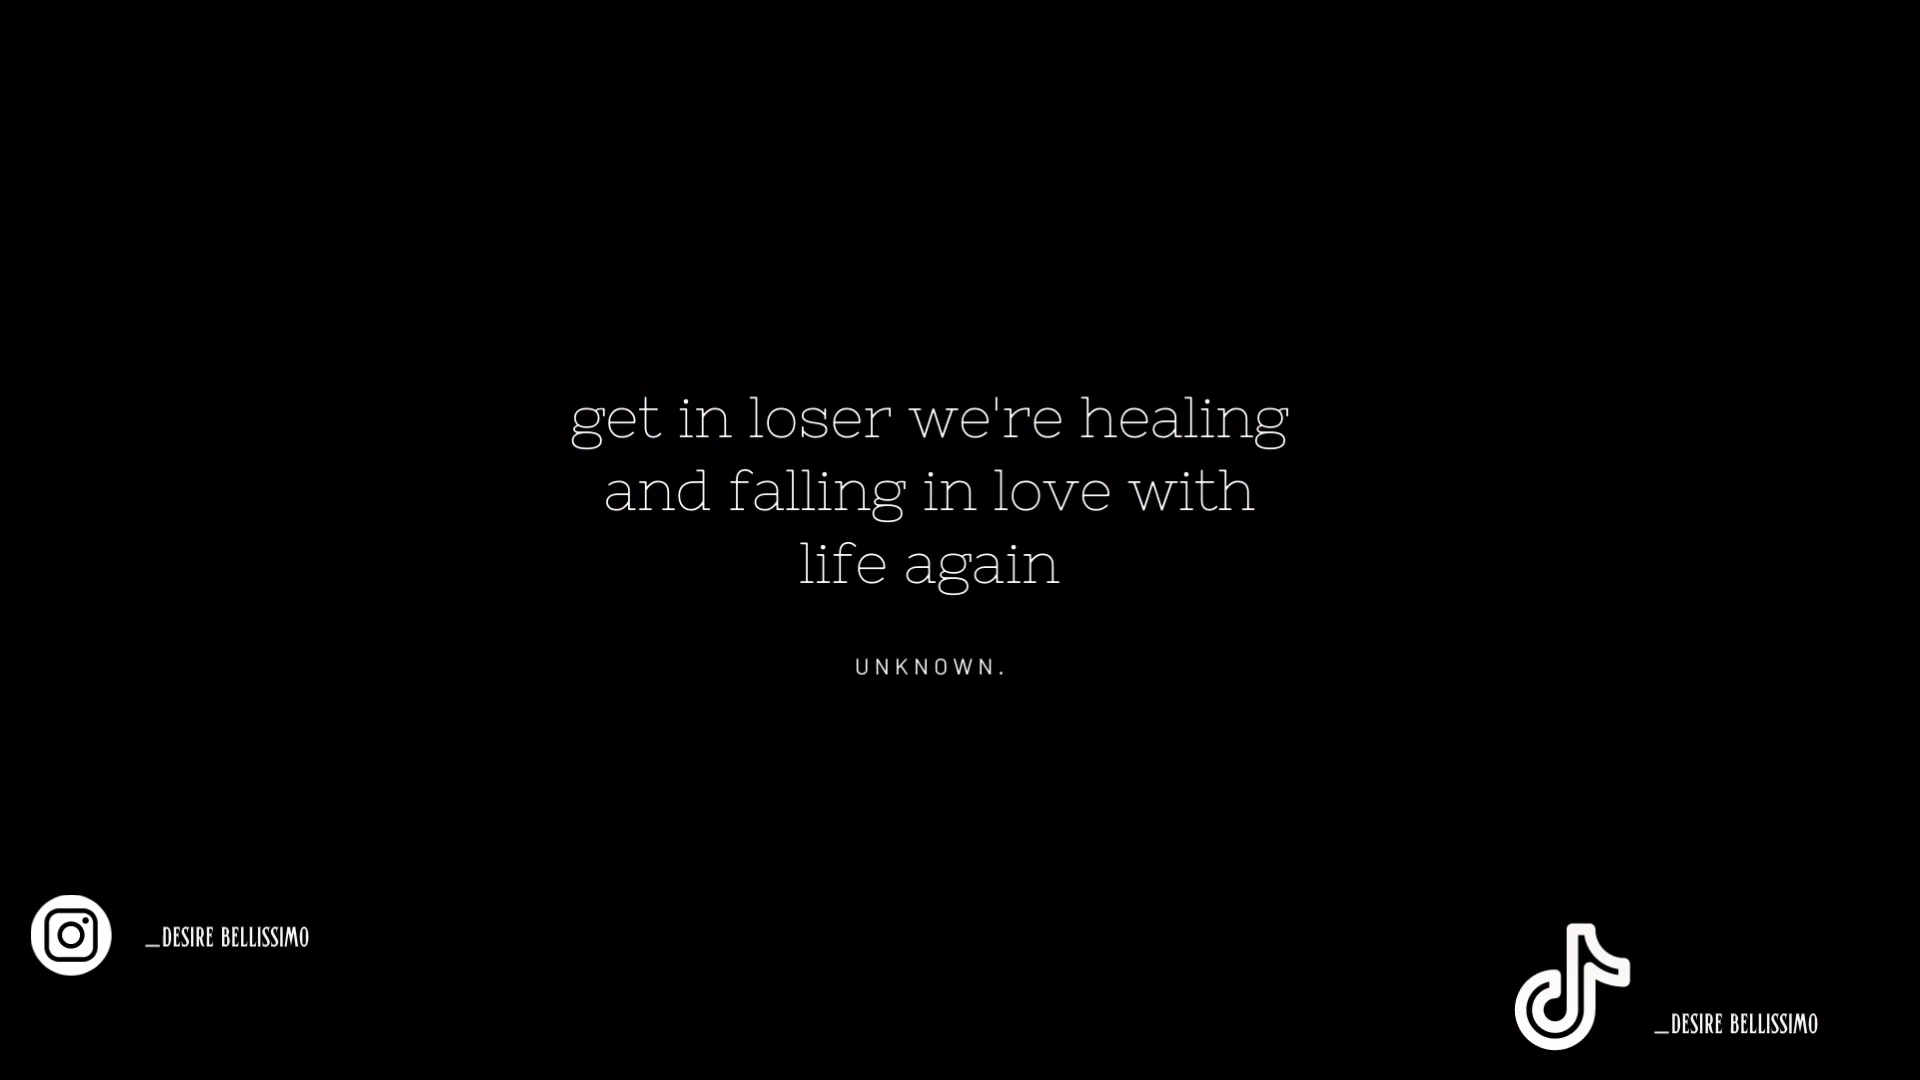 get in loser we're healing
and falling in love with
life again
UNKNOWN.
_DESIRE BELLISSIMO
_DESIRE BELLISSIMO